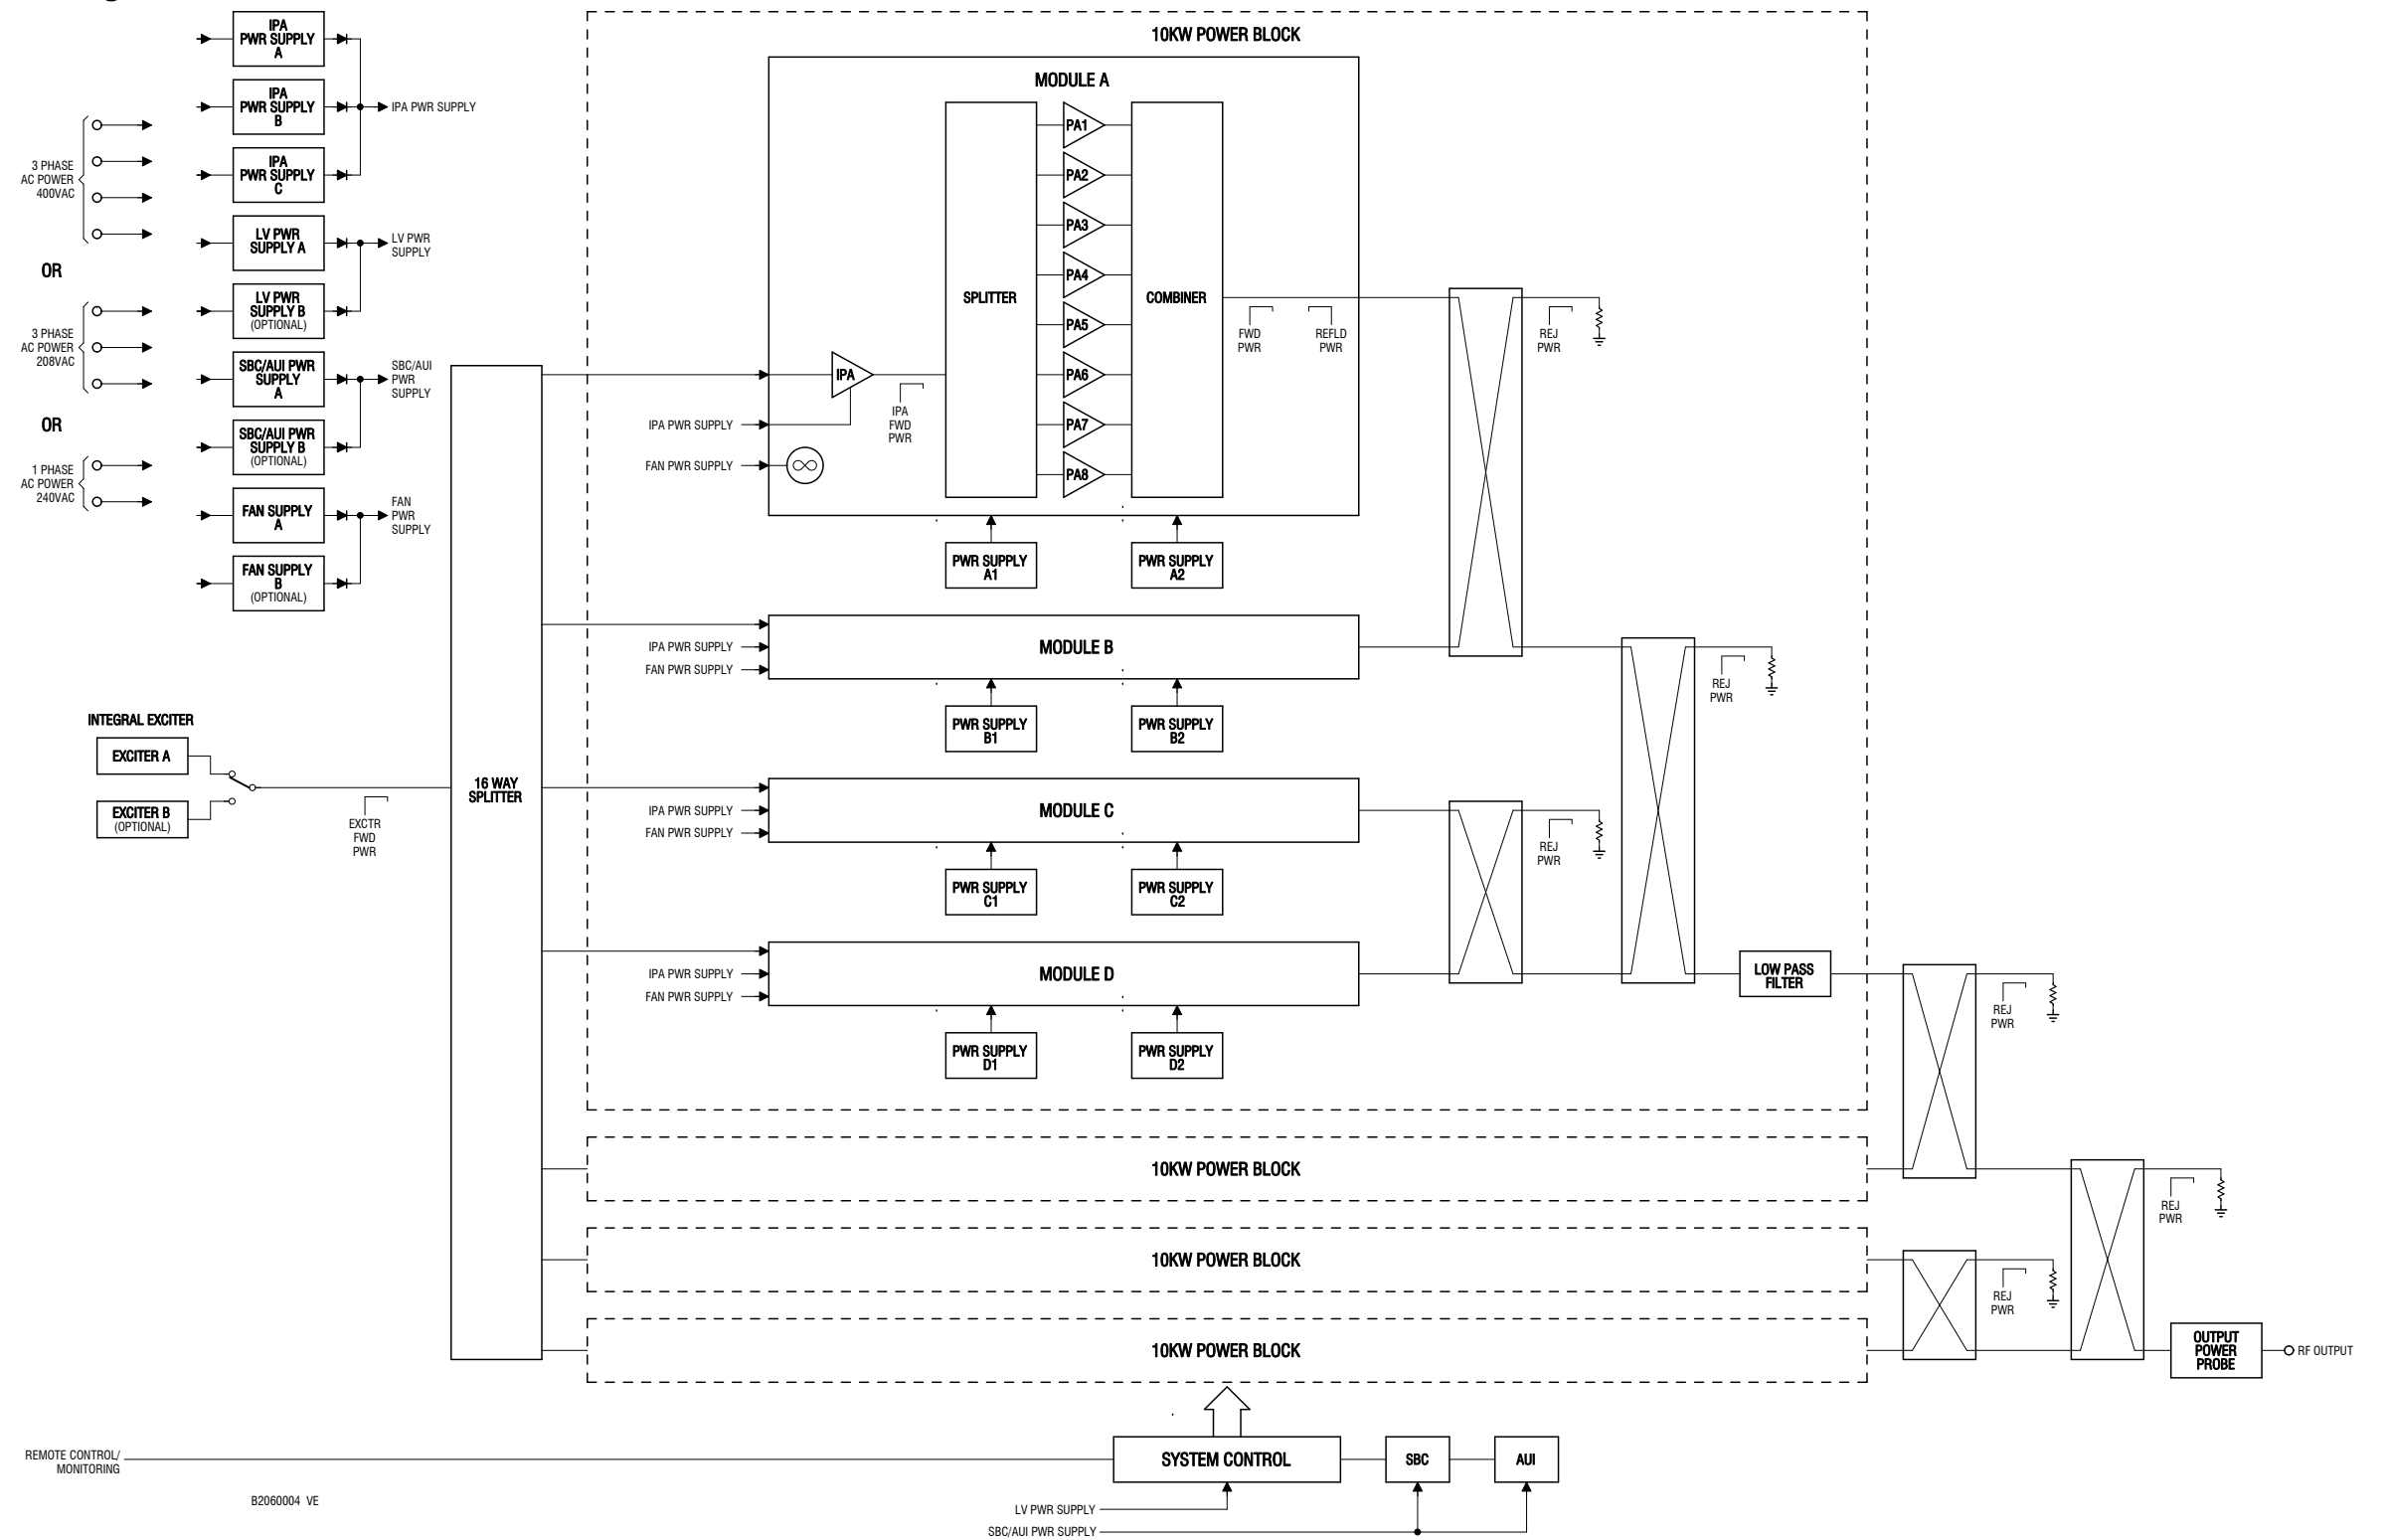 IPA
PWR SUPPLY
A
IPA
PWR SUPPLY
B
IPA PWR SUPPLY
IPA
PWR SUPPLY
C
3 PHASE
AC POWER
400VAC
LV PWR
SUPPLY A
LV PWR
SUPPLY
OR
LV PWR
SUPPLY B
(OPTIONAL)
3 PHASE
AC POWER
208VAC
SBC/AUI PWR
SUPPLY
A
SBC/AUI
PWR
SUPPLY
OR
SBC/AUI PWR
SUPPLY B
(OPTIONAL)
1 PHASE
AC POWER
240VAC
FAN SUPPLY
A
FAN
PWR
SUPPLY
FAN SUPPLY
B
(OPTIONAL)
INTEGRAL EXCITER
EXCITER A
EXCITER B
(OPTIONAL)
EXCTR
FWD
PWR
16 WAY
SPLITTER
10KW POWER BLOCK
MODULE A
IPA
IPA
FWD
PWR
IPA PWR SUPPLY
FAN PWR SUPPLY
SPLITTER
PA1
PA2
PA3
PA4
PA5
PA6
PA7
PA8
COMBINER
FWD
PWR
REFLD
PWR
REJ
PWR
PWR SUPPLY
A1
PWR SUPPLY
A2
MODULE B
IPA PWR SUPPLY
FAN PWR SUPPLY
PWR SUPPLY
B1
PWR SUPPLY
B2
REJ
PWR
MODULE C
IPA PWR SUPPLY
FAN PWR SUPPLY
PWR SUPPLY
C1
PWR SUPPLY
C2
REJ
PWR
MODULE D
IPA PWR SUPPLY
FAN PWR SUPPLY
PWR SUPPLY
D1
PWR SUPPLY
D2
LOW PASS
FILTER
REJ
PWR
10KW POWER BLOCK
REJ
PWR
10KW POWER BLOCK
REJ
PWR
10KW POWER BLOCK
OUTPUT
POWER
PROBE
RF OUTPUT
REMOTE CONTROL/
MONITORING
SYSTEM CONTROL
SBC
AUI
B2060004 VE
LV PWR SUPPLY
SBC/AUI PWR SUPPLY